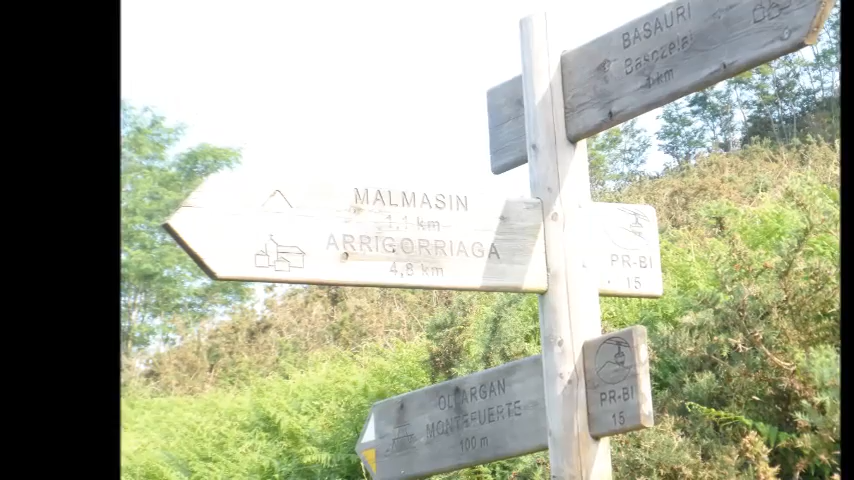 BASAURI
Basozelai
1 km
MALMASIN
1,1 km
ARRIGORRIAGA
4,8 km
PR-BI
15
OLLARGAN
MONTEFUERTE
100 m
PR-BI
15